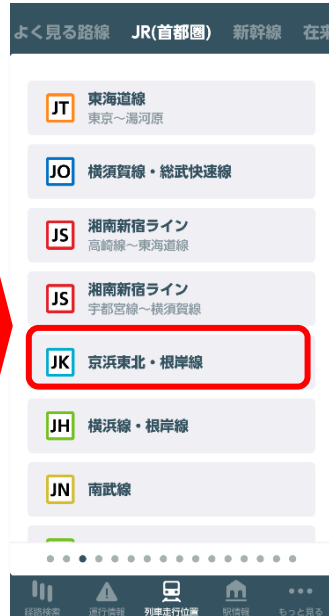 よく見る路線 JR(首都圏) 新幹線 在来
JT 東海道線
東京～湯河原
JO 横須賀線・総武快速線
JS 湘南新宿ライン
高崎線～東海道線
JS 湘南新宿ライン
宇都宮線～横須賀線
JK 京浜東北・根岸線
JH 横浜線・根岸線
JN 南武線
経路検索 運行情報 列車走行位置 駅情報 もっと見る